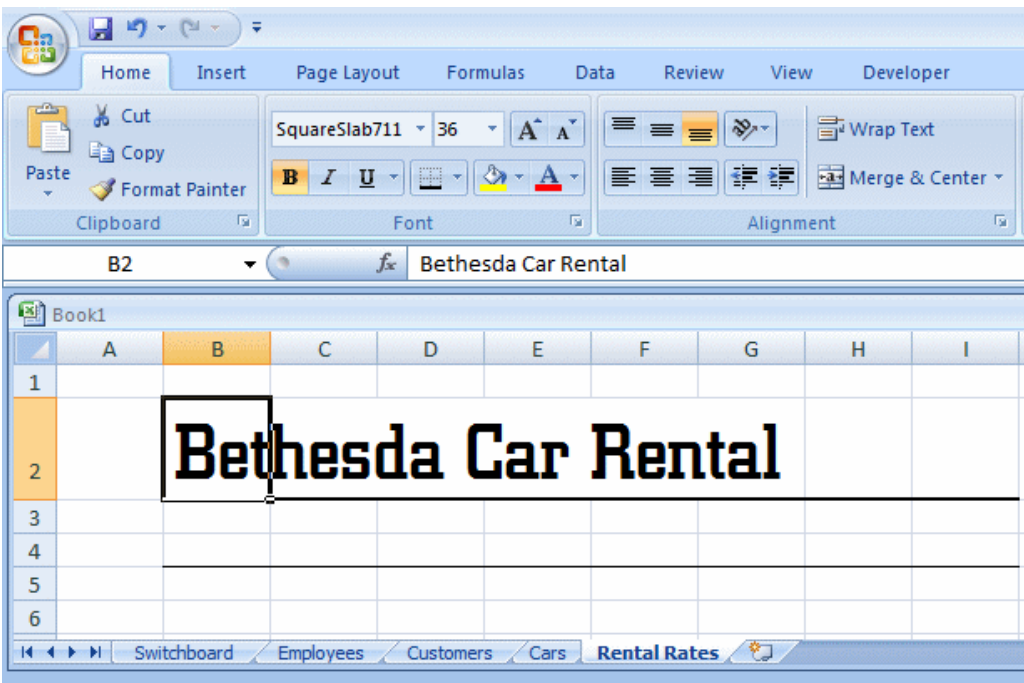 Home Insert Page Layout Formulas Data Review View Developer
Cut
Copy
Paste
Format Painter
Clipboard
SquareSlab711 36 A A
B I U A
Font
Wrap Text
Merge & Center
Alignment
B2 fx Bethesda Car Rental
Book1
A B C D E F G H I
1
2 Bethesda Car Rental
3
4
5
6
Switchboard Employees Customers Cars Rental Rates